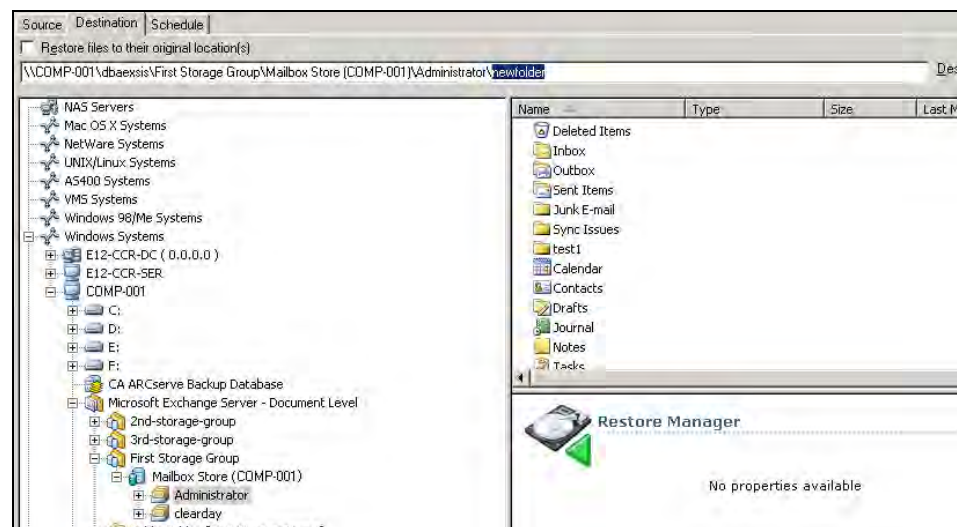 Source Destination Schedule
Restore files to their original location(s)
\\COMP-001\dbaexsis\First Storage Group\Mailbox Store (COMP-001)\Administrator\newfolder
Des
NAS Servers
Mac OS X Systems
NetWare Systems
UNIX/Linux Systems
AS400 Systems
VMS Systems
Windows 98/Me Systems
Windows Systems
E12-CCR-DC ( 0.0.0.0 )
E12-CCR-SER
COMP-001
C:
D:
E:
F:
CA ARCserve Backup Database
Microsoft Exchange Server - Document Level
2nd-storage-group
3rd-storage-group
First Storage Group
Mailbox Store (COMP-001)
Administrator
clearday
Name Type Size Last M
Deleted Items
Inbox
Outbox
Sent Items
Junk E-mail
Sync Issues
test1
Calendar
Contacts
Drafts
Journal
Notes
Tasks
Restore Manager
No properties available